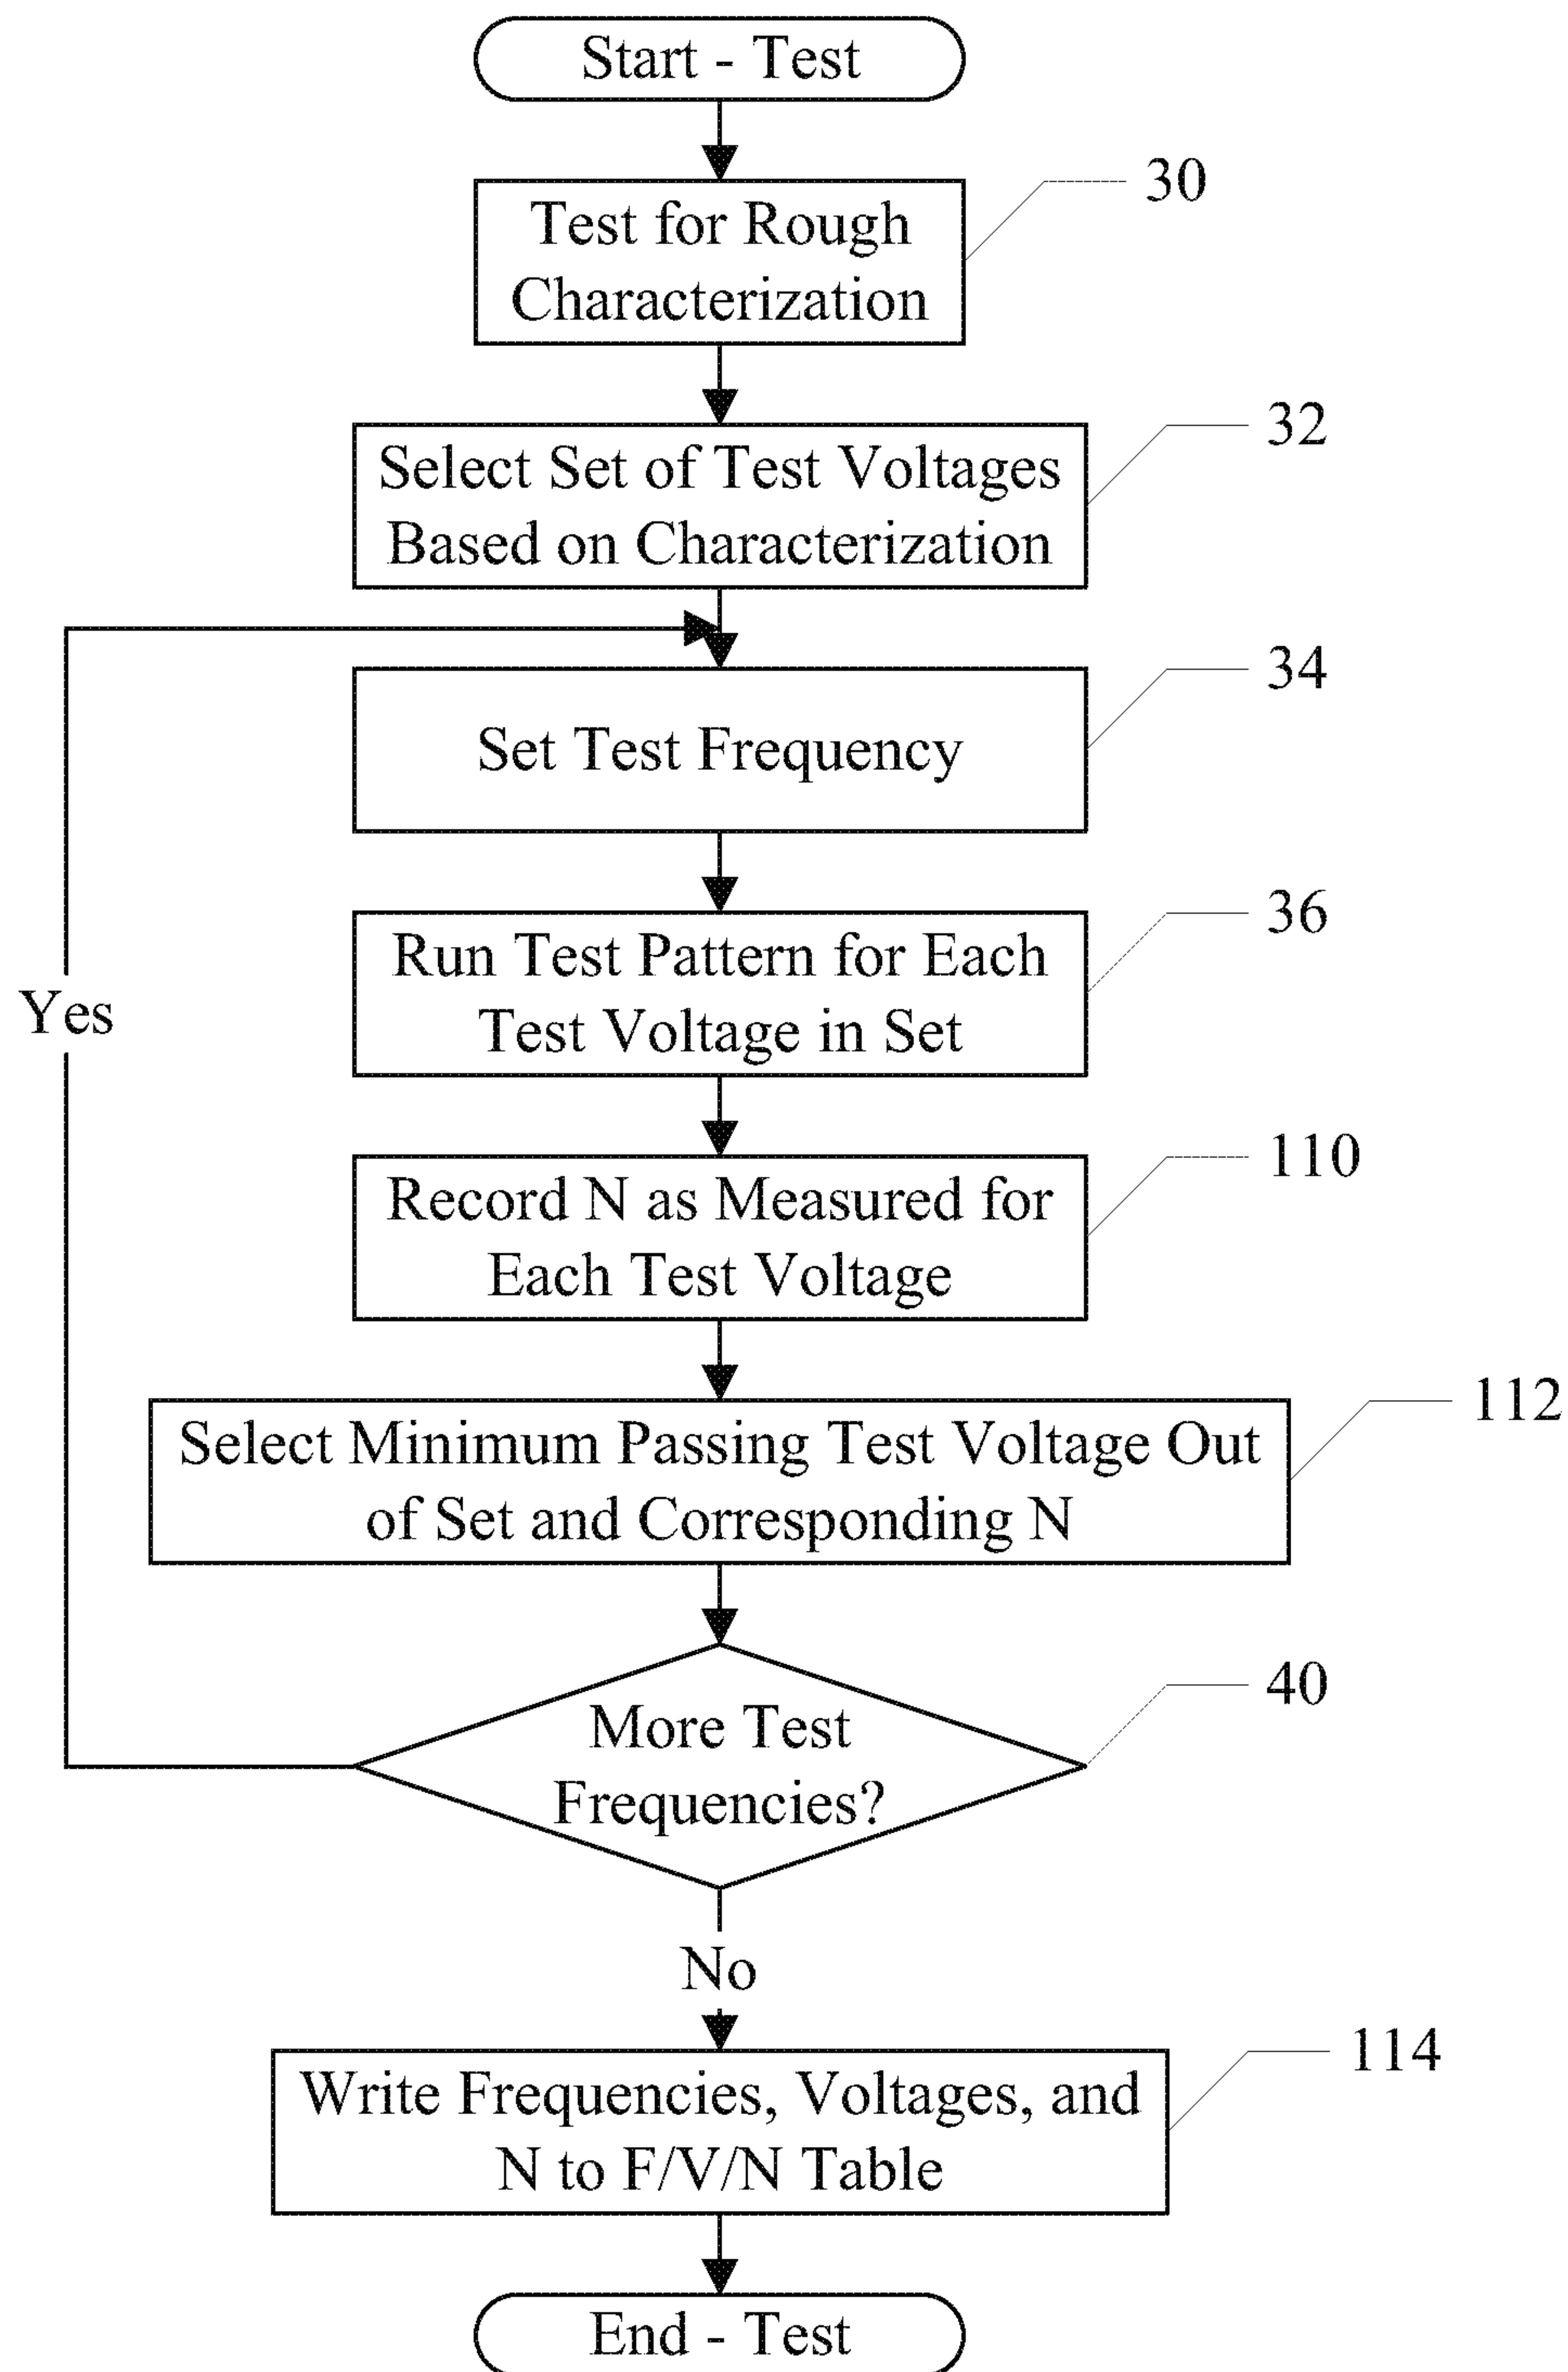 Start - Test
30
Test for Rough
Characterization
32
Select Set of Test Voltages
Based on Characterization
34
Set Test Frequency
36
Run Test Pattern for Each
Test Voltage in Set
Yes
110
Record N as Measured for
Each Test Voltage
112
Select Minimum Passing Test Voltage Out
of Set and Corresponding N
40
More Test
Frequencies?
No
114
Write Frequencies, Voltages, and
N to F/V/N Table
End - Test